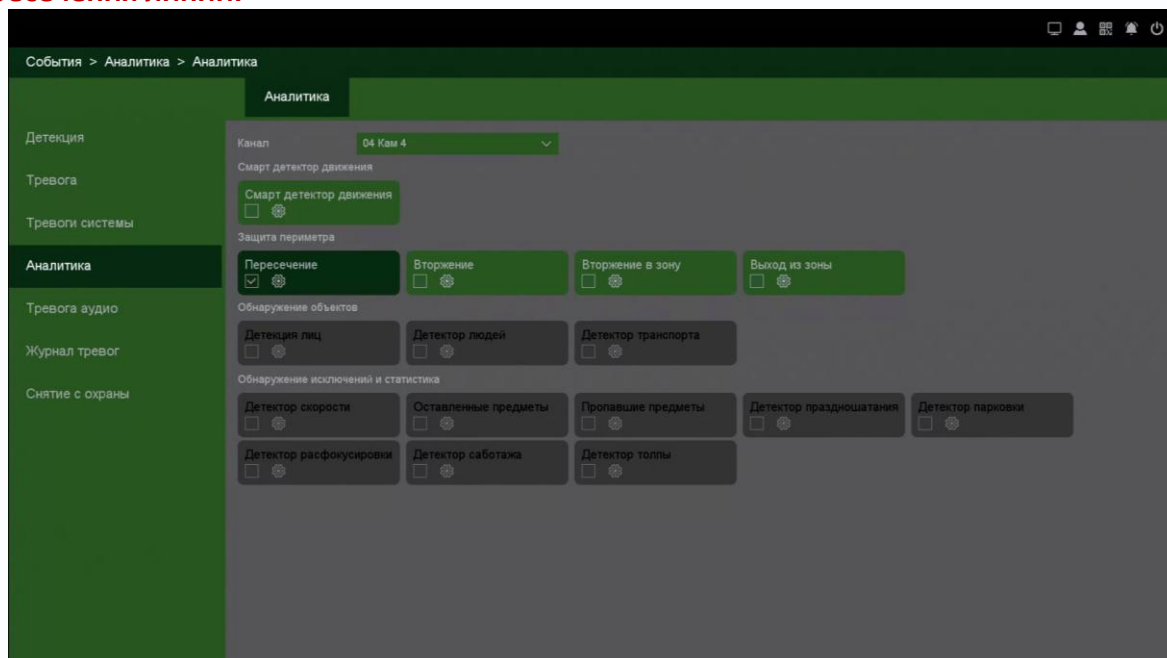 События > Аналитика > Аналитика
Аналитика
Детекция
Тревога
Тревоги системы
Аналитика
Тревога аудио
Журнал тревог
Снятие с охраны
Канал 04 Кам 4
Смарт детектор движения
Смарт детектор движения
Защита периметра
Пересечение Вторжение Вторжение в зону Выход из зоны
Обнаружение объектов
Детекция лиц Детектор людей Детектор транспорта
Обнаружение исключений и статистика
Детектор скорости Оставленные предметы Пропавшие предметы Детектор праздношатания Детектор парковки
Детектор расфокусировки Детектор саботажа Детектор толпы